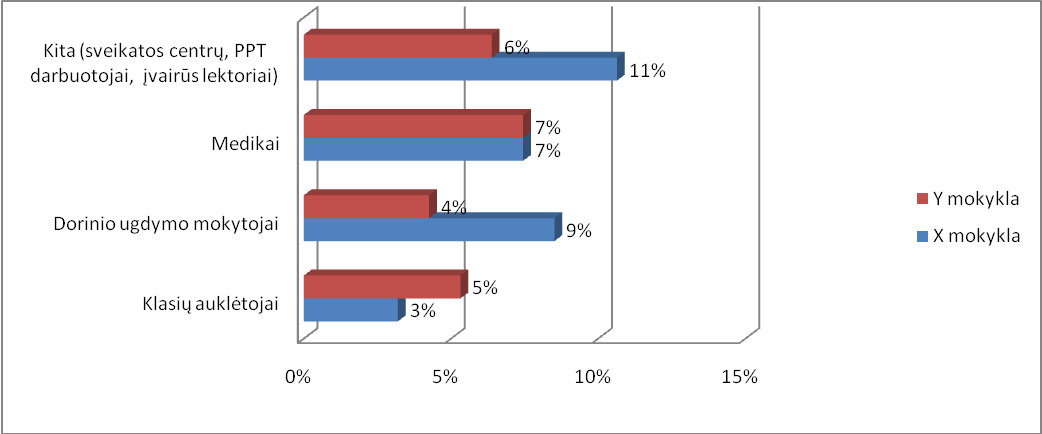 Kita (sveikatos centrų, PPT
darbuotojai, įvairūs lektoriai)
6%
11%
Medikai
7%
7%
Dorinio ugdymo mokytojai
4%
9%
Klasių auklėtojai
5%
3%
0%
5%
10%
15%
Y mokykla
X mokykla